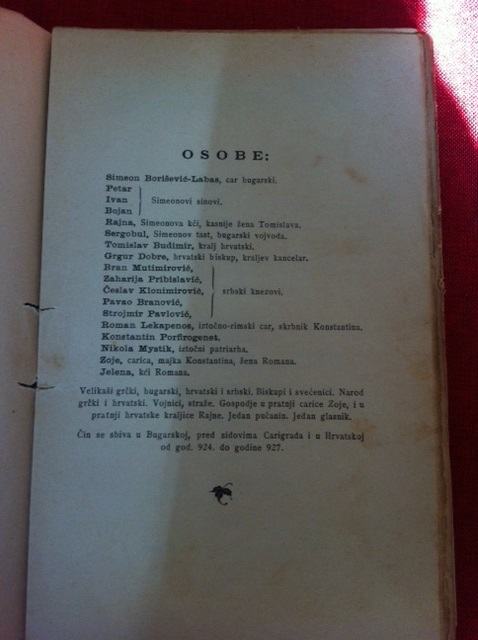 OSOBE:
Simeon Borišević-Labas, car bugarski.
Petar
Ivan
Simeonovi sinovi.
Bojan
Rajna, Simeonova kći, kasnije žena Tomislava.
Sergobul, Simeonov tast, bugarski vojvoda.
Tomislav Budimir, kralj hrvatski.
Grgur Dobre, hrvatski biskup, kraljev kancelar.
Bran Mutimirović,
Zaharija Pribislavić,
Česlav Klonimirović,
srbski knezovi.
Pavao Branović,
Strojmir Pavlović,
Roman Lekapenos, iztočno-rimski car, skrbnik Konstantina.
Konstantin Porfirogenet.
Nikola Mystik, iztočni patriarha.
Zoje, carica, majka Konstantina, žena Romana.
Jelena, kći Romana.
Velikaši grčki, bugarski, hrvatski i srbski. Biskupi i svećenici. Narod
grčki i hrvatski. Vojnici, straže. Gospodje u pratnji carice Zoje, i u
pratnji hrvatske kraljice Rajne. Jedan pučanin. Jedan glasnik.
Čin se sbiva u Bugarskoj, pred zidovima Carigrada i u Hrvatskoj
od god. 924. do godine 927.